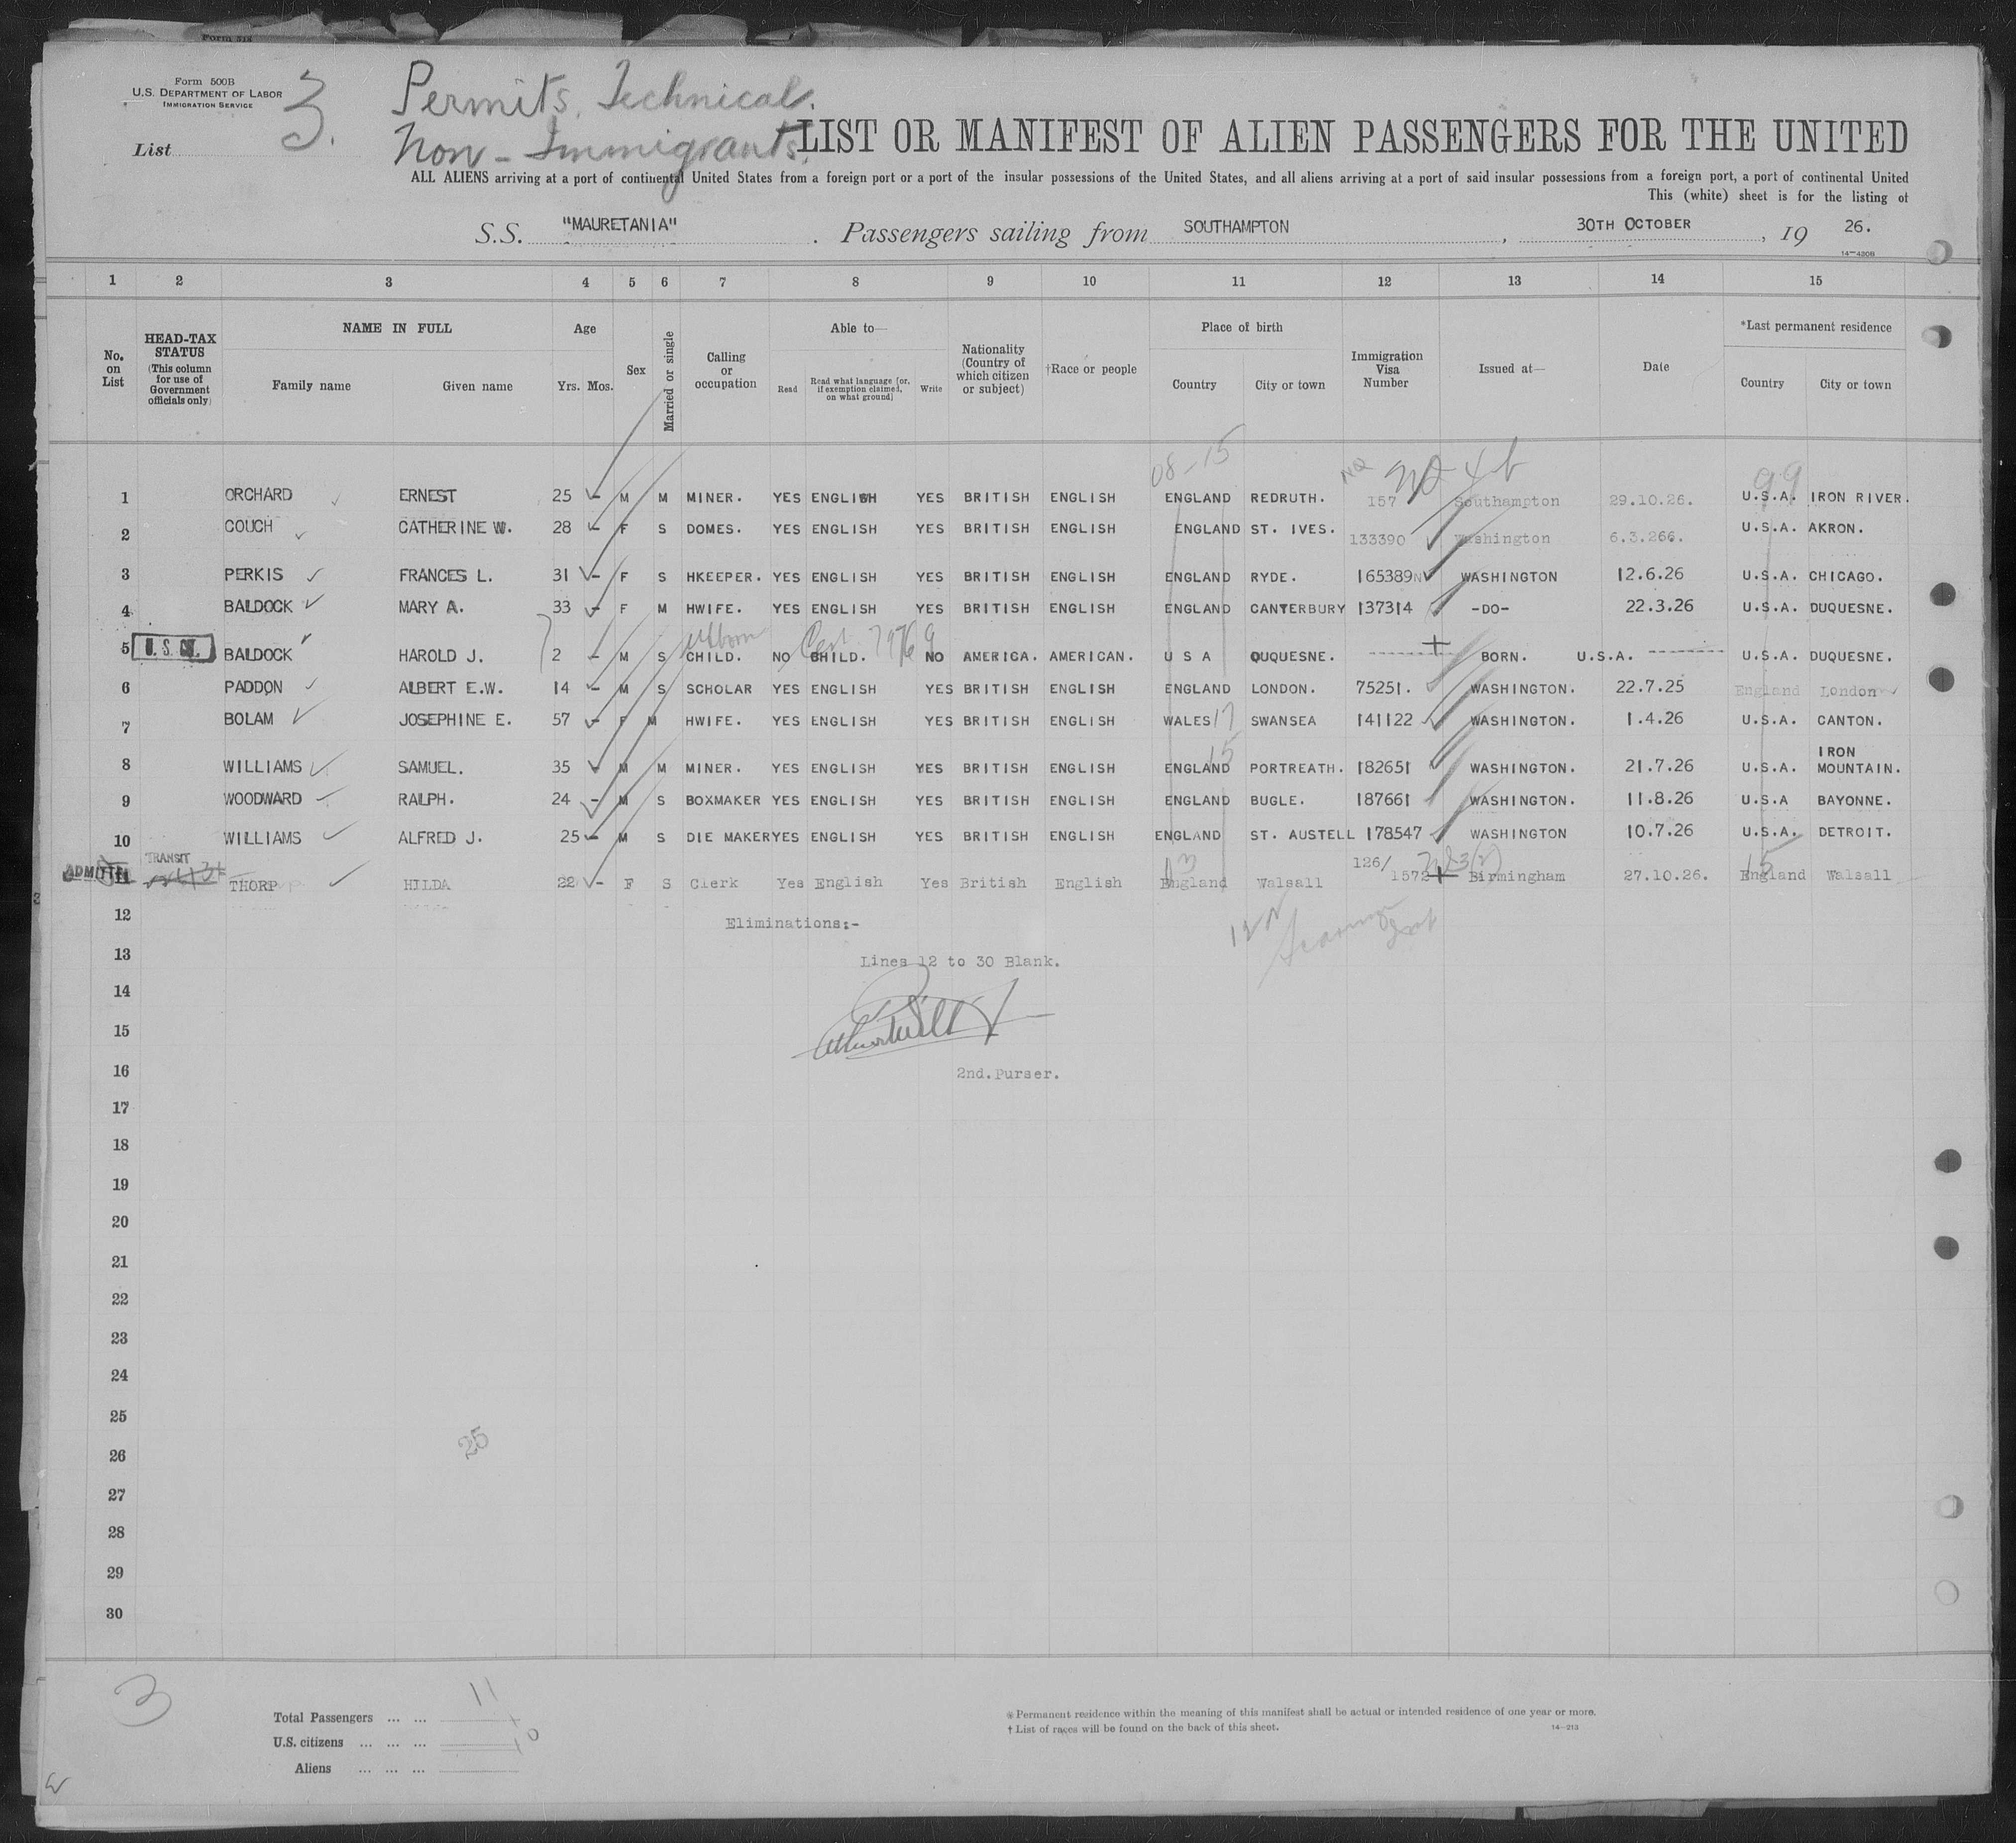 Form 500B
U.S. DEPARTMENT OF LABOR
IMMIGRATION SERVICE
List 3.
Permits, Technical.
Non-Immigrants.
LIST OR MANIFEST OF ALIEN PASSENGERS FOR THE UNITED
ALL ALIENS arriving at a port of continental United States from a foreign port or a port of the insular possessions of the United States, and all aliens arriving at a port of said insular possessions from a foreign port, a port of continental United
This (white) sheet is for the listing of
S.S. "MAURETANIA" . Passengers sailing from SOUTHAMPTON , 30TH OCTOBER , 19 26.
14—430B
1 2 3 4 5 6 7 8 9 10 11 12 13 14 15
No. on List
HEAD-TAX STATUS (This column for use of Government officials only)
NAME IN FULL Family name Given name
Age Yrs. Mos.
Sex
Married or single
Calling or occupation
Able to— Read Read what language [or, if exemption claimed, on what ground] Write
Nationality (Country of which citizen or subject)
†Race or people
Place of birth Country City or town
Immigration Visa Number
Issued at—
Date
*Last permanent residence Country City or town
08-15 99
1 ORCHARD ERNEST 25 - M M MINER. YES ENGLISH YES BRITISH ENGLISH ENGLAND REDRUTH. 157 Southampton 29.10.26. U.S.A. IRON RIVER.
2 COUCH CATHERINE W. 28 - F S DOMES. YES ENGLISH YES BRITISH ENGLISH ENGLAND ST. IVES. 133390 Washington 6.3.266. U.S.A. AKRON.
3 PERKIS FRANCES L. 31 - F S HKEEPER. YES ENGLISH YES BRITISH ENGLISH ENGLAND RYDE. 165389 WASHINGTON 12.6.26 U.S.A. CHICAGO.
4 BALDOCK MARY A. 33 - F M HWIFE. YES ENGLISH YES BRITISH ENGLISH ENGLAND CANTERBURY 137314 -DO- 22.3.26 U.S.A. DUQUESNE.
5 U.S. CIT. BALDOCK HAROLD J. 2 - M S CHILD. NO CHILD. NO AMERICA. AMERICAN. U S A DUQUESNE. -------- BORN. U.S.A. -------- U.S.A. DUQUESNE.
6 PADDON ALBERT E.W. 14 - M S SCHOLAR YES ENGLISH YES BRITISH ENGLISH ENGLAND LONDON. 75251. WASHINGTON. 22.7.25 England London
7 BOLAM JOSEPHINE E. 57 - F M HWIFE. YES ENGLISH YES BRITISH ENGLISH WALES 17 SWANSEA 141122 WASHINGTON. 1.4.26 U.S.A. CANTON.
15
8 WILLIAMS SAMUEL. 35 - M M MINER. YES ENGLISH YES BRITISH ENGLISH ENGLAND PORTREATH. 182651 WASHINGTON. 21.7.26 U.S.A. IRON MOUNTAIN.
9 WOODWARD RALPH. 24 - M S BOXMAKER YES ENGLISH YES BRITISH ENGLISH ENGLAND BUGLE. 187661 WASHINGTON. 11.8.26 U.S.A BAYONNE.
10 WILLIAMS ALFRED J. 25 - M S DIE MAKER YES ENGLISH YES BRITISH ENGLISH ENGLAND ST. AUSTELL 178547 WASHINGTON 10.7.26 U.S.A. DETROIT.
ADMITTED TRANSIT
11 THORP HILDA 22 - F S Clerk Yes English Yes British English England Walsall 126/1572 Birmingham 27.10.26. England Walsall
12 Eliminations:-
13 Lines 12 to 30 Blank.
14
15
16 2nd.Purser.
17
18
19
20
21
22
23
24
25
26 25
27
28
29
30
3
Total Passengers ... ... 11
U.S. citizens ... ... ... 1
Aliens ... ... ... 10
* Permanent residence within the meaning of this manifest shall be actual or intended residence of one year or more.
† List of races will be found on the back of this sheet. 14—213